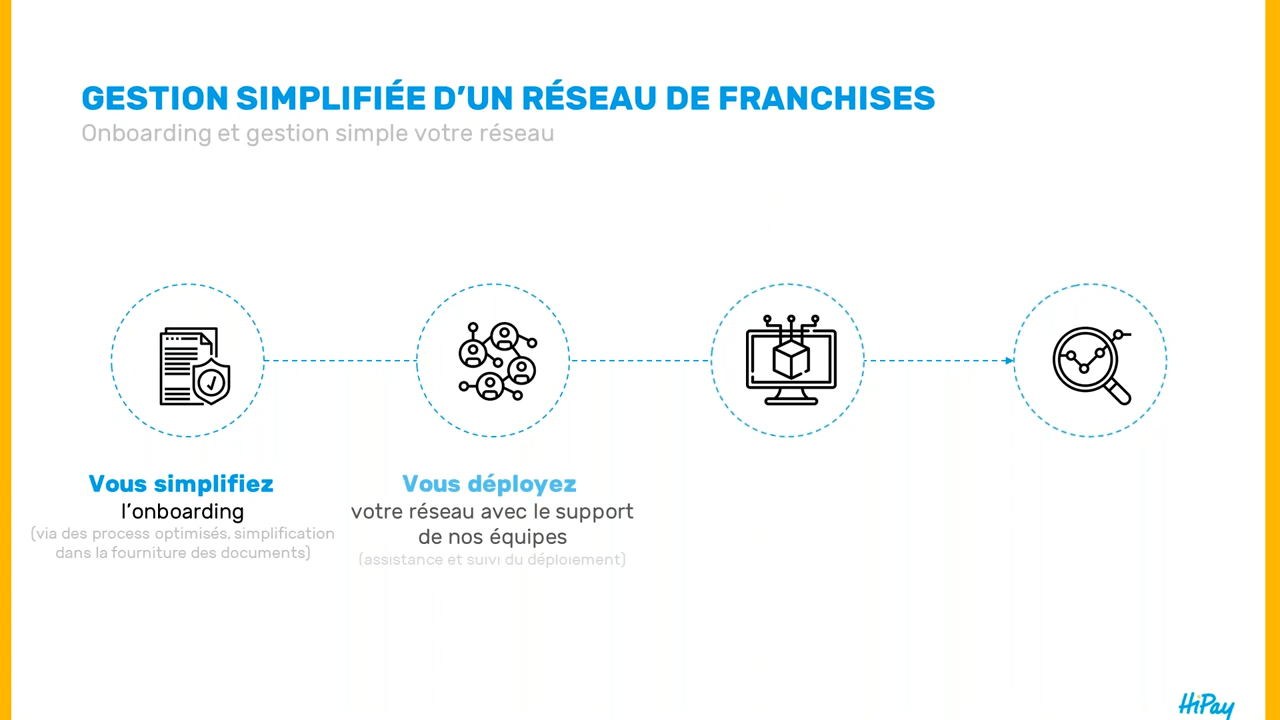 GESTION SIMPLIFIÉE D'UN RÉSEAU DE FRANCHISES
Onboarding et gestion simple votre réseau
Vous simplifiez
l'onboarding
(via des process optimisés, simplification
dans la fourniture des documents)
Vous déployez
votre réseau avec le support
de nos équipes
(assistance et suivi du déploiement)
HiPay